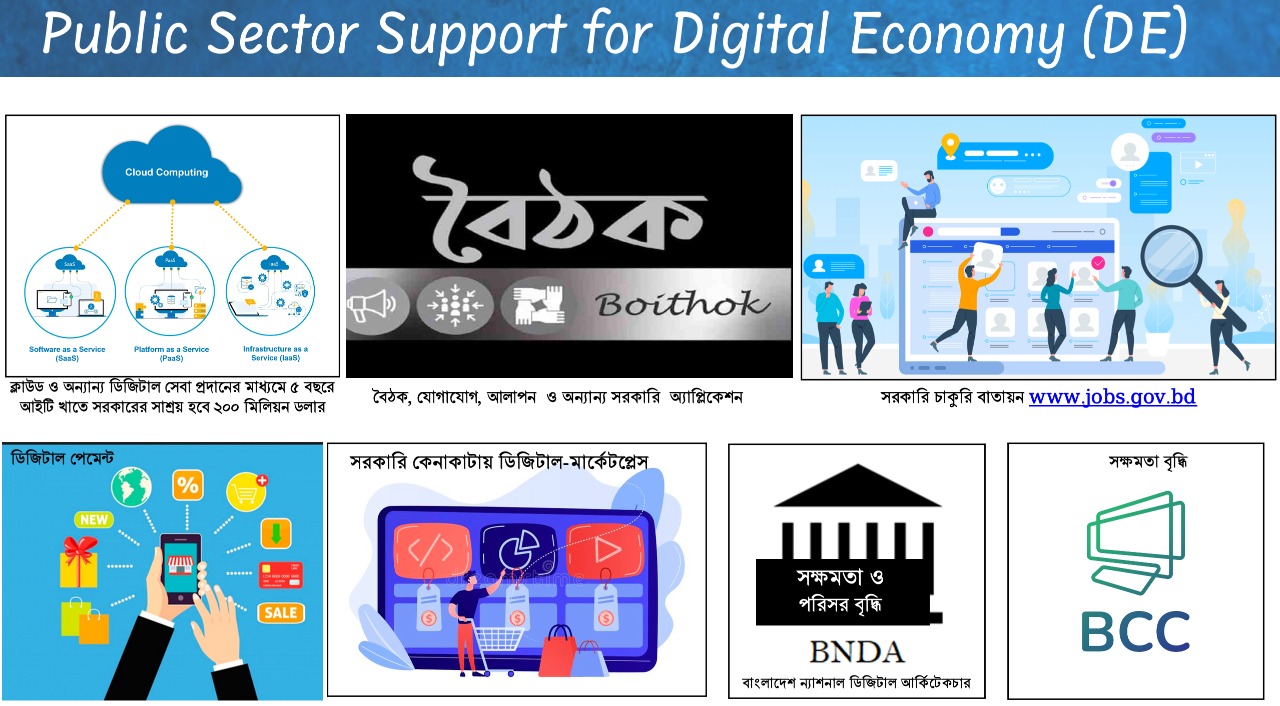 Public Sector Support for Digital Economy (DE)
Cloud Computing
SaaS
PaaS
IaaS
Software as a Service
(SaaS)
Platform as a Service
(PaaS)
Infrastructure as a
Service (IaaS)
ক্লাউড ও অন্যান্য ডিজিটাল সেবা প্রদানের মাধ্যমে ৫ বছরে
আইটি খাতে সরকারের সাশ্রয় হবে ২০০ মিলিয়ন ডলার
বৈঠক
Boithok
বৈঠক, যোগাযোগ, আলাপন ও অন্যান্য সরকারি অ্যাপ্লিকেশন
সরকারি চাকুরি বাতায়ন www.jobs.gov.bd
ডিজিটাল পেমেন্ট
%
NEW
SALE
সরকারি কেনাকাটায় ডিজিটাল-মার্কেটপ্লেস
সক্ষমতা ও
পরিসর বৃদ্ধি
BNDA
বাংলাদেশ ন্যাশনাল ডিজিটাল আর্কিটেকচার
সক্ষমতা বৃদ্ধি
BCC